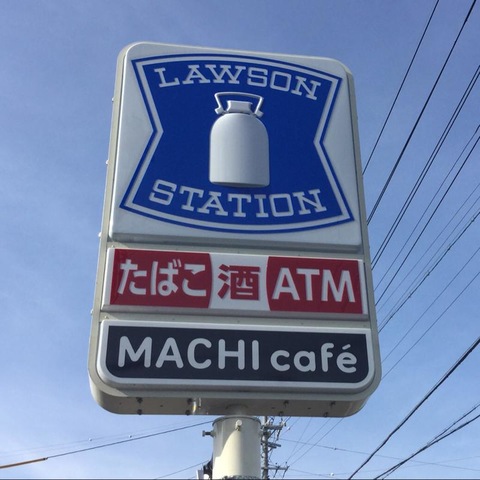 LAWSON
STATION
たばこ 酒 ATM
MACHI café